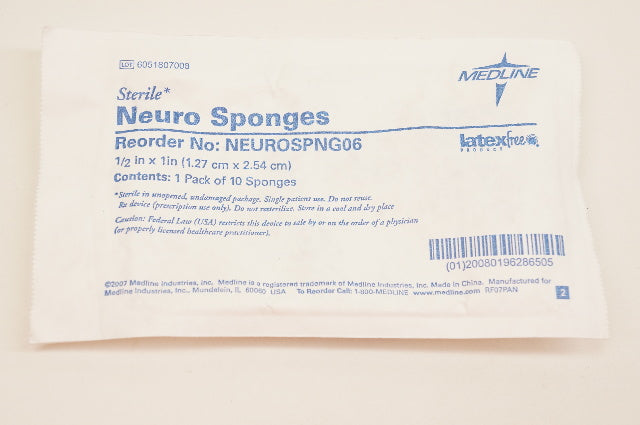 LOT 6051807009
MEDLINE
Sterile*
Neuro Sponges
Reorder No: NEUROSPNG06
latexfree
PRODUCT
1/2 in x 1in (1.27 cm x 2.54 cm)
Contents: 1 Pack of 10 Sponges
*Sterile in unopened, undamaged package. Single patient use. Do not reuse.
Rx device (prescription use only). Do not resterilize. Store in a cool and dry place
Caution: Federal Law (USA) restricts this device to sale by or on the order of a physician
(or properly licensed healthcare practitioner).
(01)20080196286505
©2007 Medline Industries, Inc. Medline is a registered trademark of Medline Industries, Inc. Made in China. Manufactured for
Medline Industries, Inc., Mundelein, IL 60060 USA To Reorder Call: 1-800-MEDLINE www.medline.com RF07PAN
2